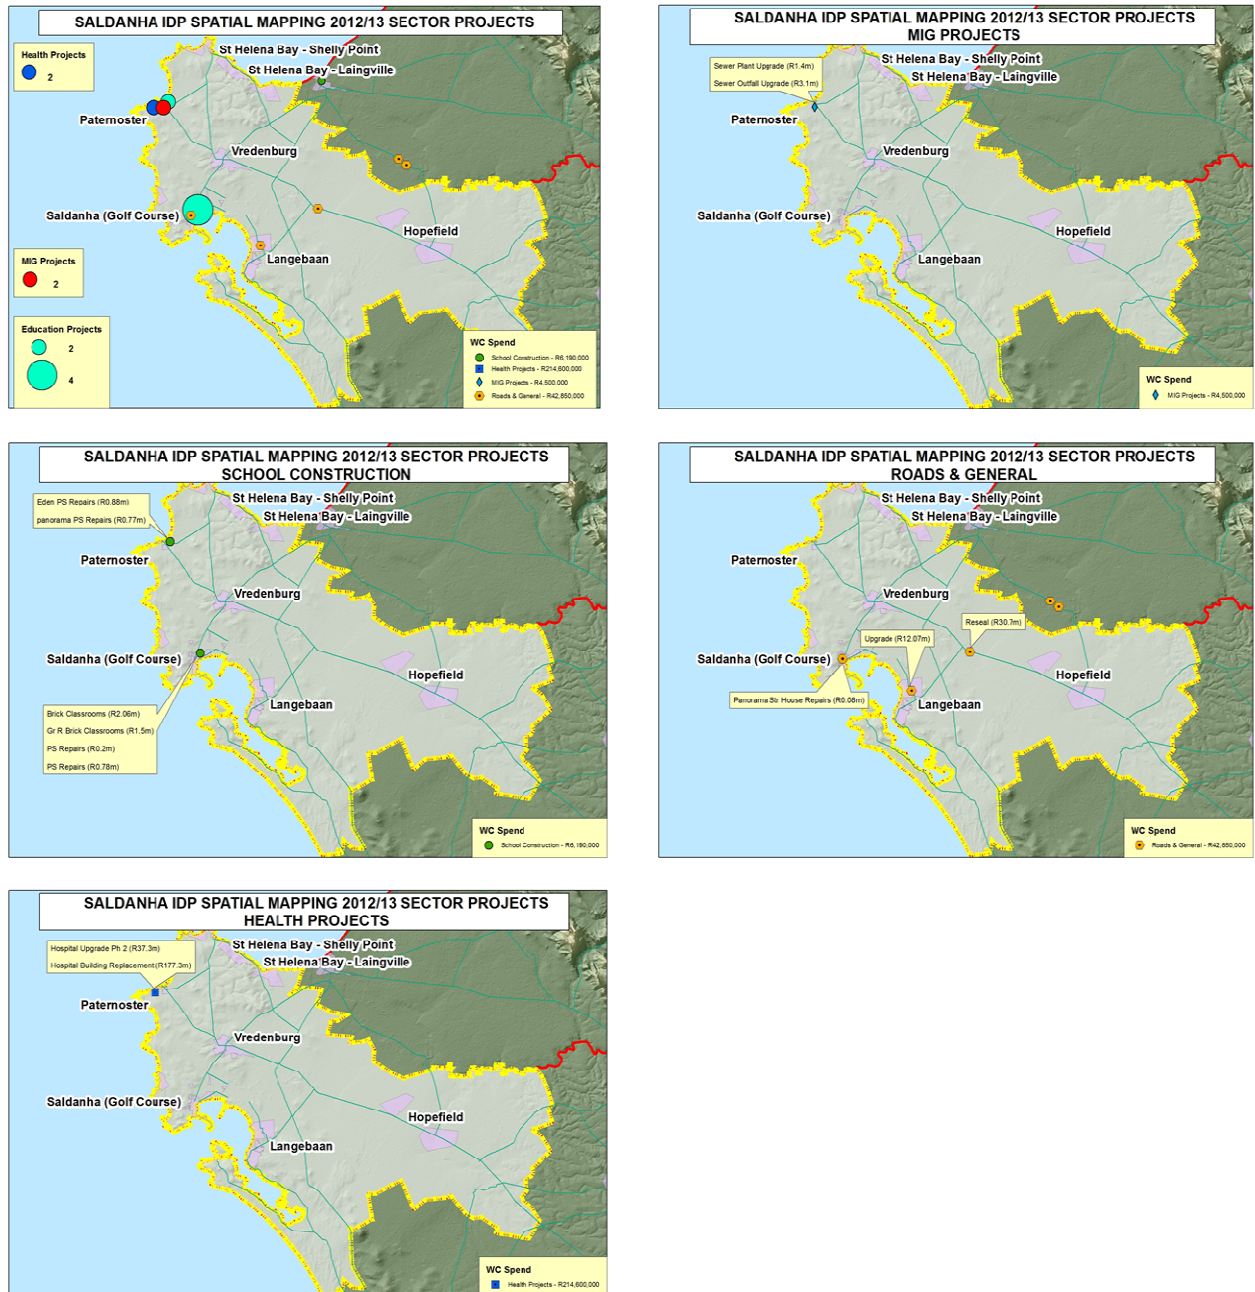 SALDANHA IDP SPATIAL MAPPING 2012/13 SECTOR PROJECTS
Health Projects
2
St Helena Bay - Shelly Point
St Helena Bay - Laingville
Paternoster
Vredenburg
Saldanha (Golf Course)
Hopefield
Langebaan
MIG Projects
2
Education Projects
2
4
WC Spend
School Construction - R6,190,000
Health Projects - R214,600,000
MIG Projects - R4,500,000
Roads & General - R42,850,000
SALDANHA IDP SPATIAL MAPPING 2012/13 SECTOR PROJECTS
MIG PROJECTS
St Helena Bay - Shelly Point
St Helena Bay - Laingville
Sewer Plant Upgrade (R1.4m)
Sewer Outfall Upgrade (R3.1m)
Paternoster
Vredenburg
Saldanha (Golf Course)
Hopefield
Langebaan
WC Spend
MIG Projects - R4,500,000
SALDANHA IDP SPATIAL MAPPING 2012/13 SECTOR PROJECTS
SCHOOL CONSTRUCTION
St Helena Bay - Shelly Point
St Helena Bay - Laingville
Eden PS Repairs (R0.88m)
panorama PS Repairs (R0.77m)
Paternoster
Vredenburg
Saldanha (Golf Course)
Hopefield
Langebaan
Brick Classrooms (R2.06m)
Gr R Brick Classrooms (R1.5m)
PS Repairs (R0.2m)
PS Repairs (R0.78m)
WC Spend
School Construction - R6,190,000
SALDANHA IDP SPATIAL MAPPING 2012/13 SECTOR PROJECTS
ROADS & GENERAL
St Helena Bay - Shelly Point
St Helena Bay - Laingville
Paternoster
Vredenburg
Reseal (R30.7m)
Upgrade (R12.07m)
Saldanha (Golf Course)
Hopefield
Panorama Str House Repairs (R0.08m)
Langebaan
WC Spend
Roads & General - R42,850,000
SALDANHA IDP SPATIAL MAPPING 2012/13 SECTOR PROJECTS
HEALTH PROJECTS
St Helena Bay - Shelly Point
St Helena Bay - Laingville
Hospital Upgrade Ph 2 (R37.3m)
Hospital Building Replacement (R177.3m)
Paternoster
Vredenburg
Saldanha (Golf Course)
Hopefield
Langebaan
WC Spend
Health Projects - R214,600,000